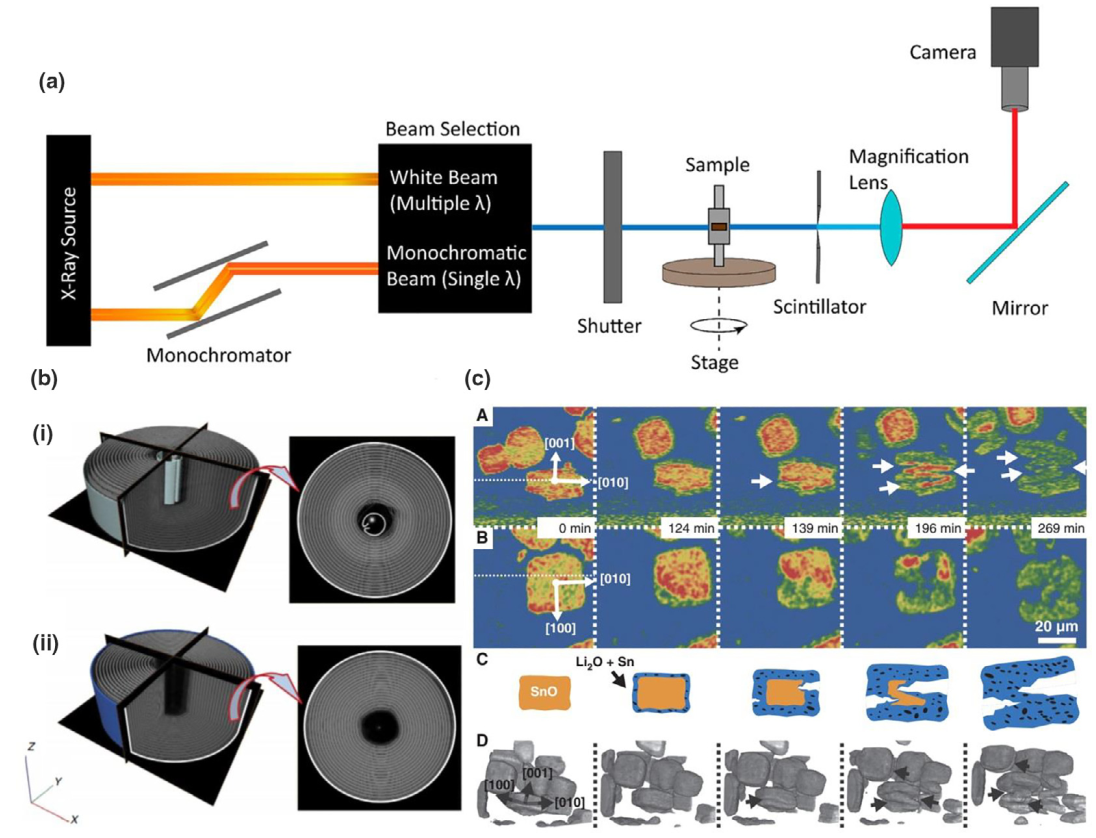 (a)
X-Ray Source
Monochromator
Beam Selection
White Beam
(Multiple λ)
Monochromatic
Beam (Single λ)
Shutter
Sample
Stage
Scintillator
Magnification
Lens
Camera
Mirror
(b)
(i)
(ii)
Z
Y
X
(c)
A
[001]
[010]
0 min
124 min
139 min
196 min
269 min
B
[010]
[100]
20 µm
C
Li₂O + Sn
SnO
D
[100]
[001]
[010]